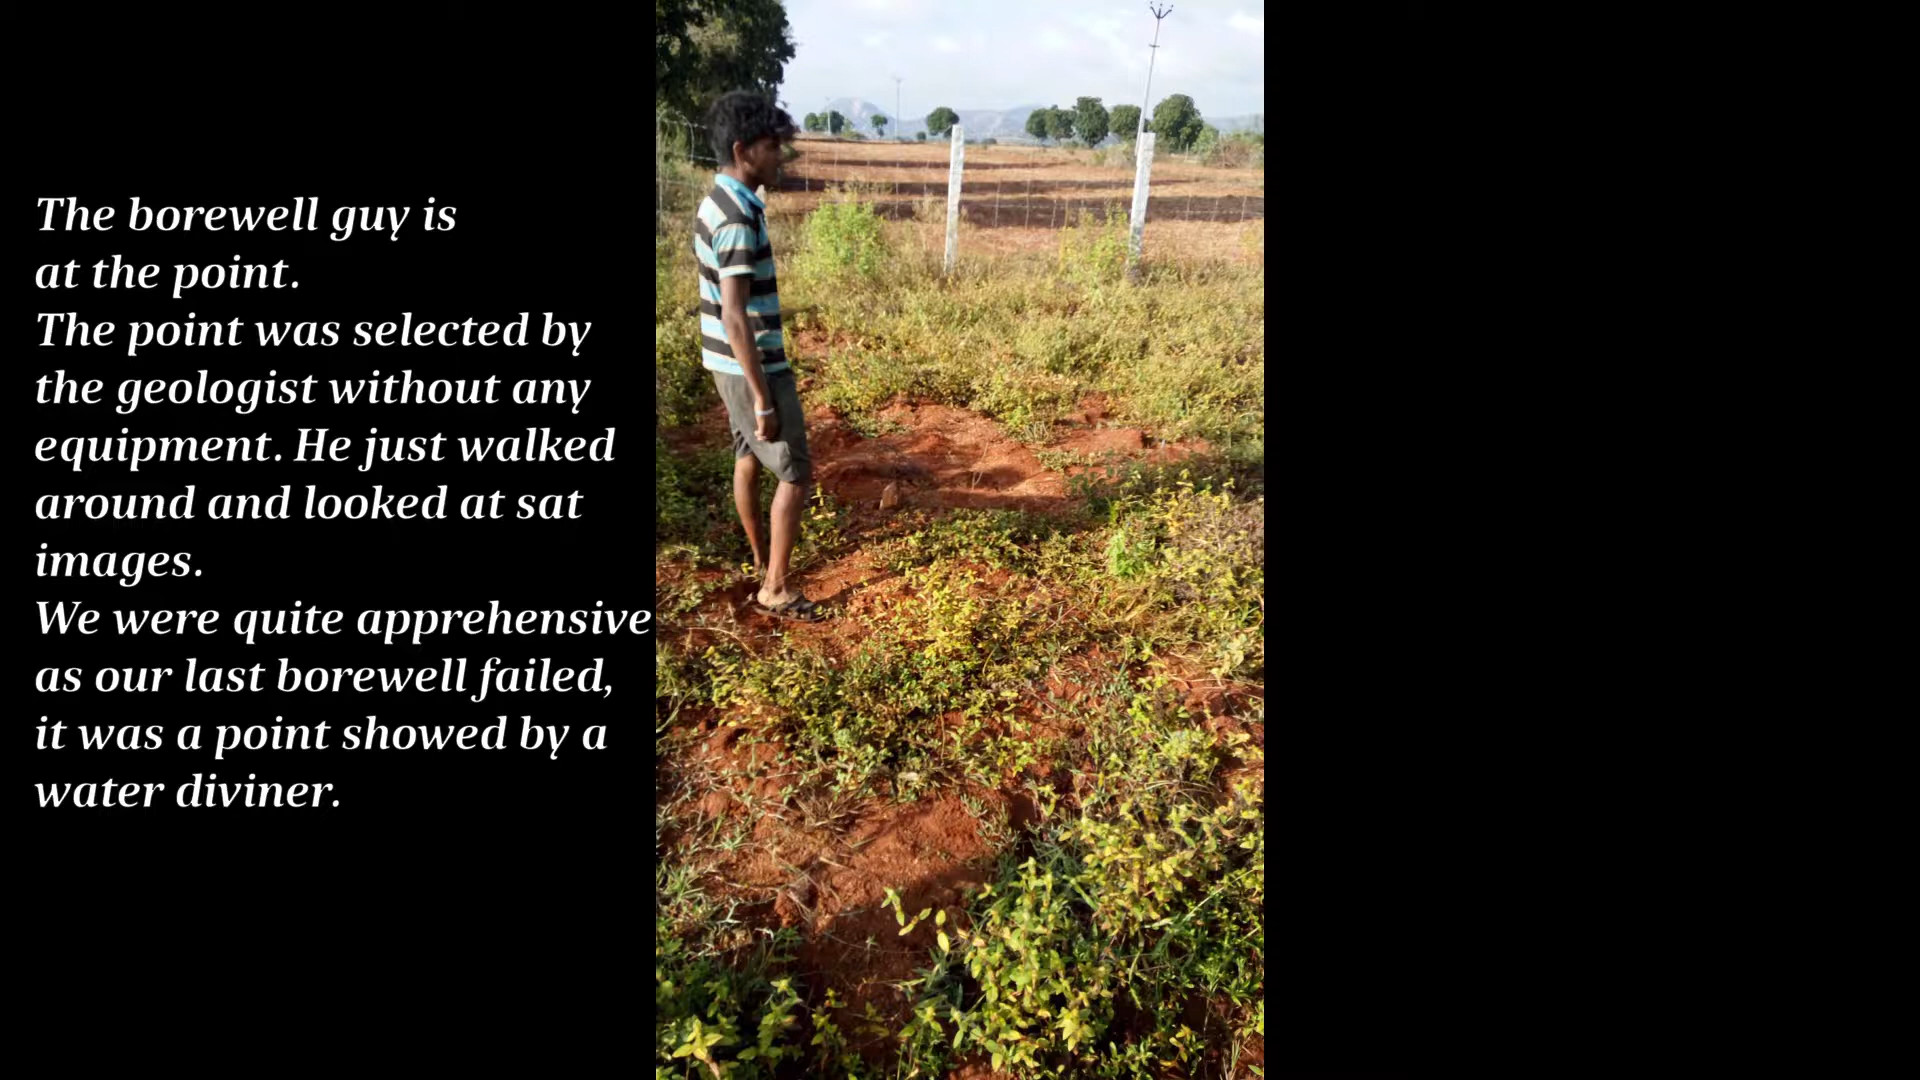 The borewell guy is
at the point.
The point was selected by
the geologist without any
equipment. He just walked
around and looked at sat
images.
We were quite apprehensive
as our last borewell failed,
it was a point showed by a
water diviner.